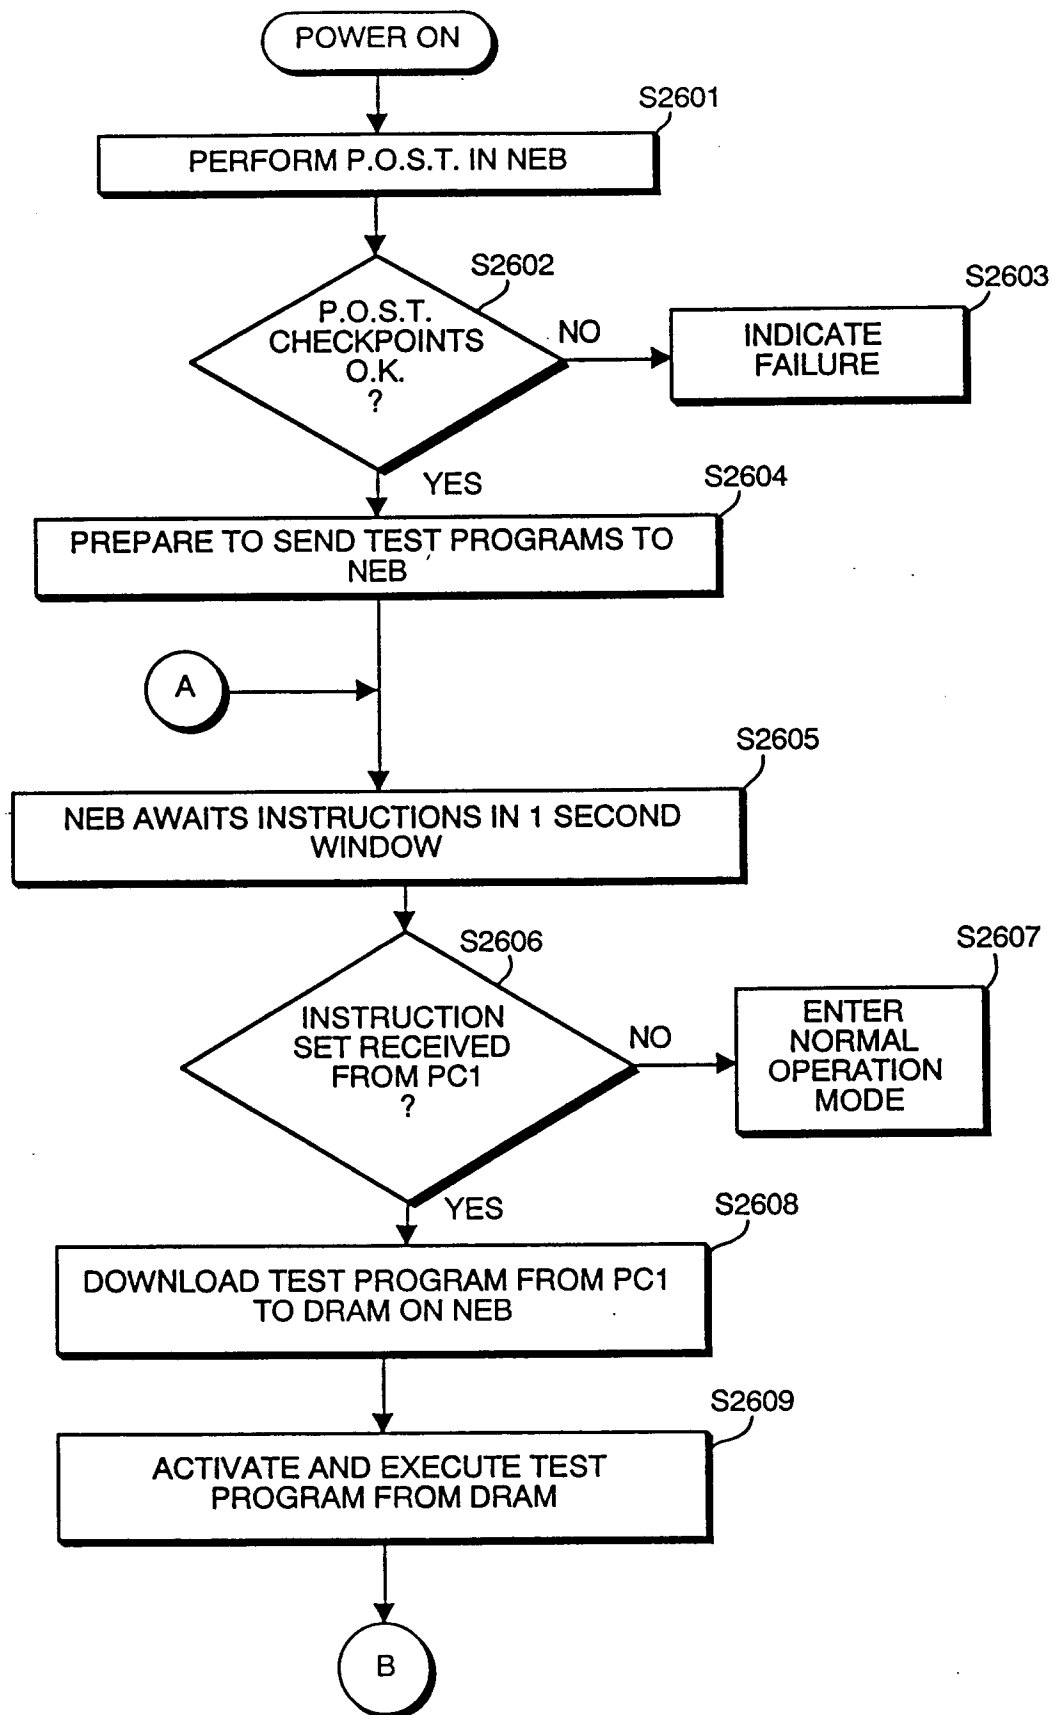 POWER ON
S2601
PERFORM P.O.S.T. IN NEB
S2602
P.O.S.T.
CHECKPOINTS
O.K.
?
NO
S2603
INDICATE
FAILURE
YES
S2604
PREPARE TO SEND TEST PROGRAMS TO
NEB
A
S2605
NEB AWAITS INSTRUCTIONS IN 1 SECOND
WINDOW
S2606
INSTRUCTION
SET RECEIVED
FROM PC1
?
NO
S2607
ENTER
NORMAL
OPERATION
MODE
YES
S2608
DOWNLOAD TEST PROGRAM FROM PC1
TO DRAM ON NEB
S2609
ACTIVATE AND EXECUTE TEST
PROGRAM FROM DRAM
B